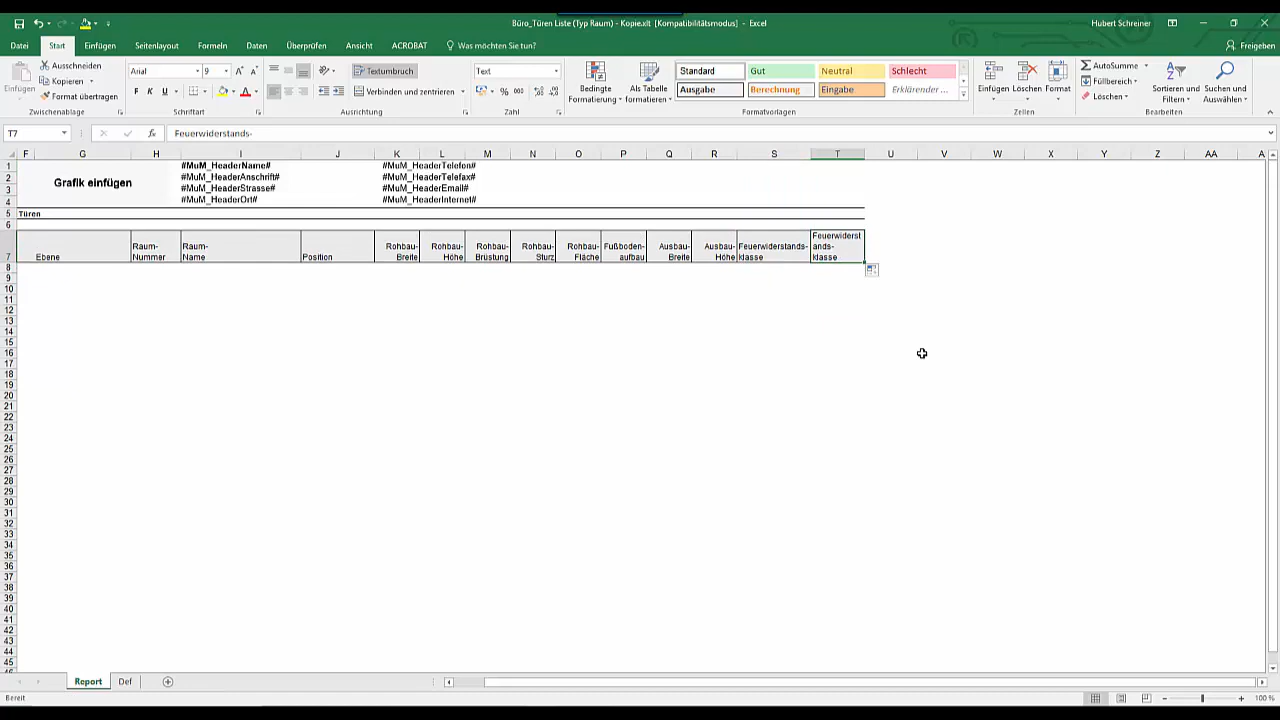 Büro_Türen Liste (Typ Raum) - Kopie.xlt [Kompatibilitätsmodus] - Excel
Hubert Schreiner
Datei Start Einfügen Seitenlayout Formeln Daten Überprüfen Ansicht ACROBAT Was möchten Sie tun? Freigeben
Einfügen
Ausschneiden
Kopieren
Format übertragen
Zwischenablage
Arial 9
F K U
Schriftart
Textumbruch
Verbinden und zentrieren
Ausrichtung
Text
% 000
Zahl
Bedingte
Formatierung
Als Tabelle
formatieren
Standard Gut Neutral Schlecht
Ausgabe Berechnung Eingabe Erklärender ...
Formatvorlagen
Einfügen Löschen Format
Zellen
AutoSumme
Füllbereich
Löschen
Sortieren und
Filtern
Suchen und
Auswählen
Bearbeiten
T7 fx Feuerwiderstands-
F G H I J K L M N O P Q R S T U V W X Y Z AA A
1
2
3
4
5
6
7
8
9
10
11
12
13
14
15
16
17
18
19
20
21
22
23
24
25
26
27
28
29
30
31
32
33
34
35
36
37
38
39
40
41
42
43
44
45
Grafik einfügen
#MuM_HeaderName# #MuM_HeaderTelefon#
#MuM_HeaderAnschrift# #MuM_HeaderTelefax#
#MuM_HeaderStrasse# #MuM_HeaderEmail#
#MuM_HeaderOrt# #MuM_HeaderInternet#
Türen
Ebene
Raum-
Nummer
Raum-
Name
Position
Rohbau-
Breite
Rohbau-
Höhe
Rohbau-
Brüstung
Rohbau-
Sturz
Rohbau-
Fläche
Fußboden-
aufbau
Ausbau-
Breite
Ausbau-
Höhe
Feuerwiderstands-
klasse
Feuerwiderst
ands-
klasse
Report Def
Bereit
100 %